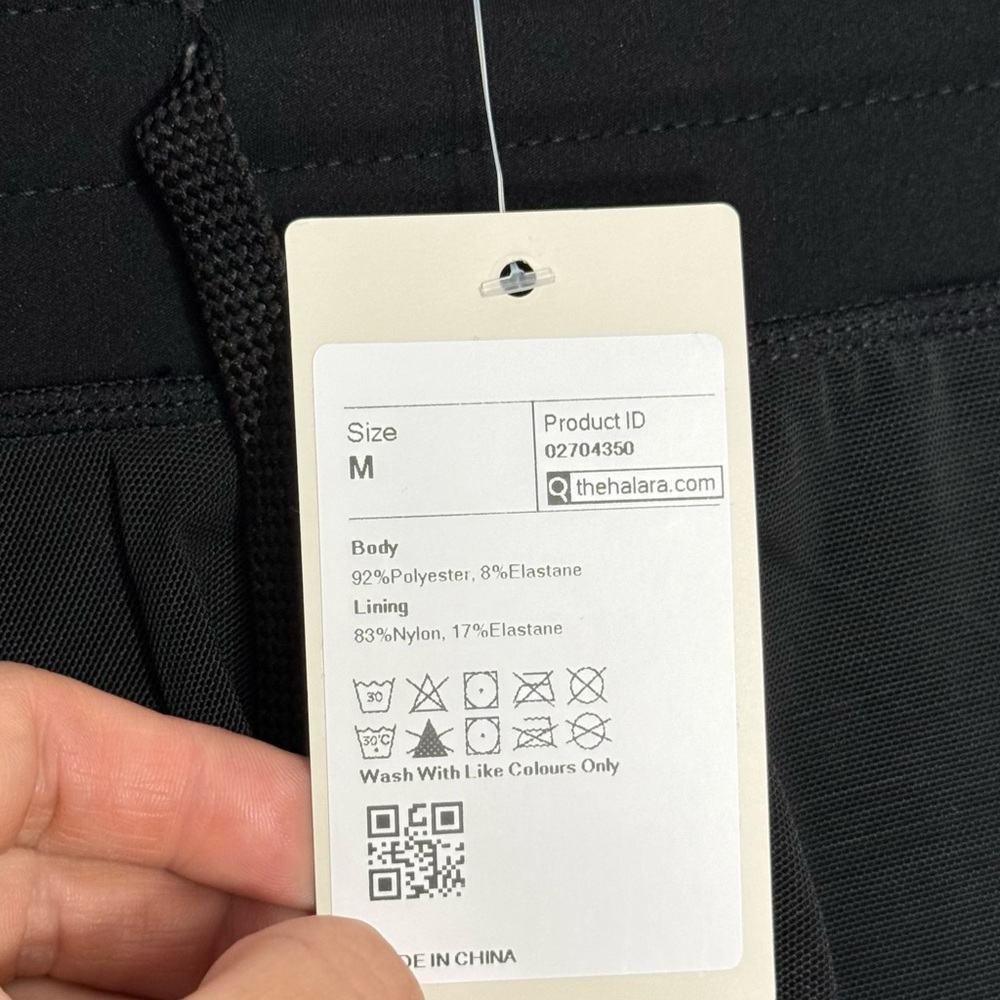 Size
M
Product ID
02704350
thehalara.com
Body
92%Polyester, 8%Elastane
Lining
83%Nylon, 17%Elastane
30
30°C
Wash With Like Colours Only
DE IN CHINA